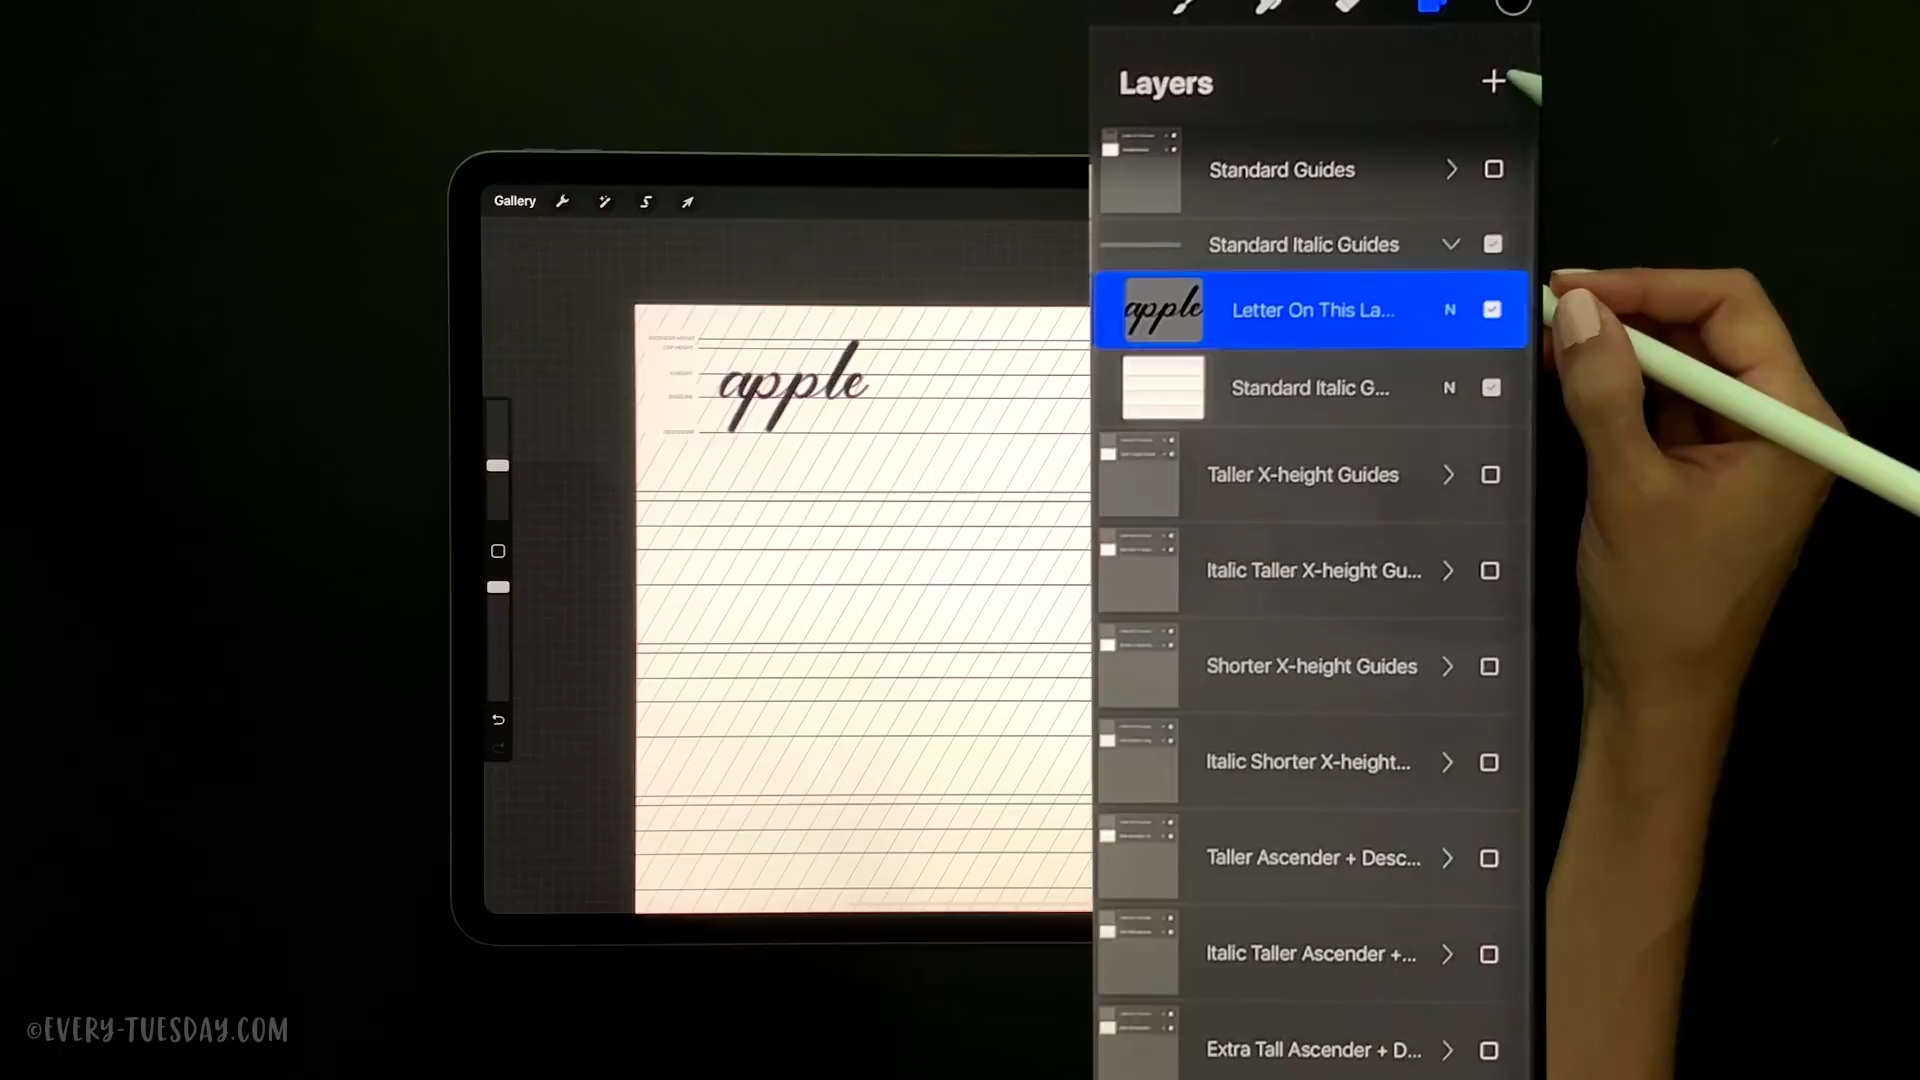 Layers
Standard Guides
Gallery
Standard Italic Guides
apple
Letter On This La...
N
apple
Standard Italic G...
N
Taller X-height Guides
Italic Taller X-height Gu...
Shorter X-height Guides
Italic Shorter X-height...
Taller Ascender + Desc...
Italic Taller Ascender +...
©EVERY-TUESDAY.COM
Extra Tall Ascender + D...